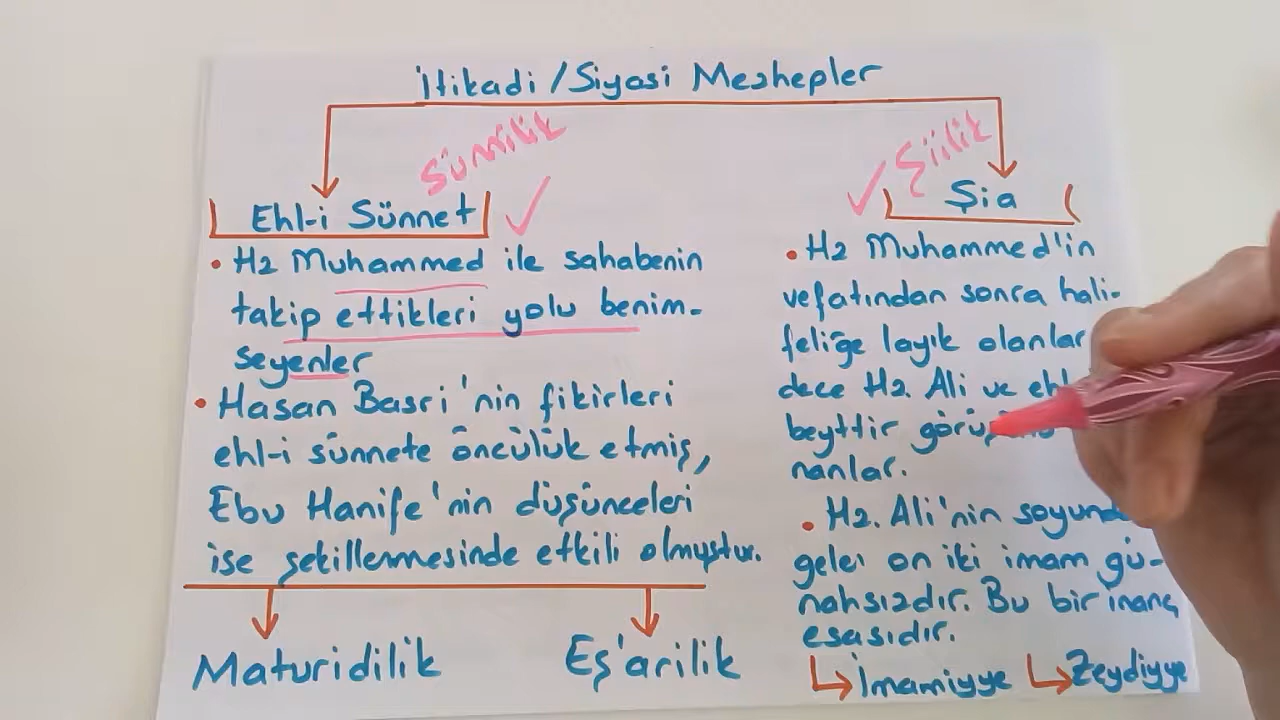 İtikadi / Siyasi Mezhepler
Sünnilik
Ehl-i Sünnet
• Hz Muhammed ile sahabenin
takip ettikleri yolu benim-
seyenler
• Hasan Basri'nin fikirleri
ehl-i sünnete öncülük etmiş,
Ebu Hanife'nin düşünceleri
ise şekillenmesinde etkili olmuştur.
Maturidilik
Eş'arilik
Şiilik
Şia
• Hz Muhammed'in
vefatından sonra hali-
feliğe layık olanlar
dece Hz. Ali ve
beyttir
nanlar.
• Hz. Ali'nin
gelen on iki imam gü-
nahsızdır. Bu bir inanç
esasıdır.
İmamiyye
Zeydiyye